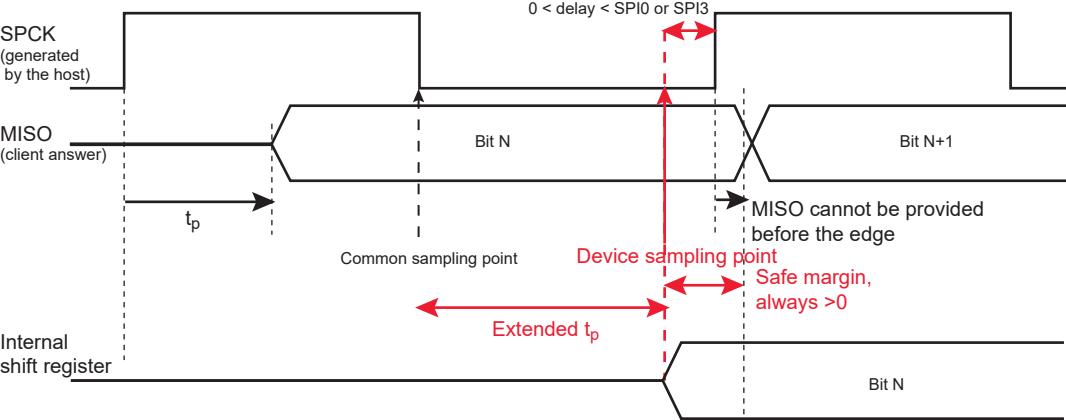 0 < delay < SPI0 or SPI3
SPCK
(generated
by the host)
MISO
(client answer)
Bit N
Bit N+1
tp
MISO cannot be provided
before the edge
Common sampling point
Device sampling point
Safe margin,
always >0
Extended tp
Internal
shift register
Bit N